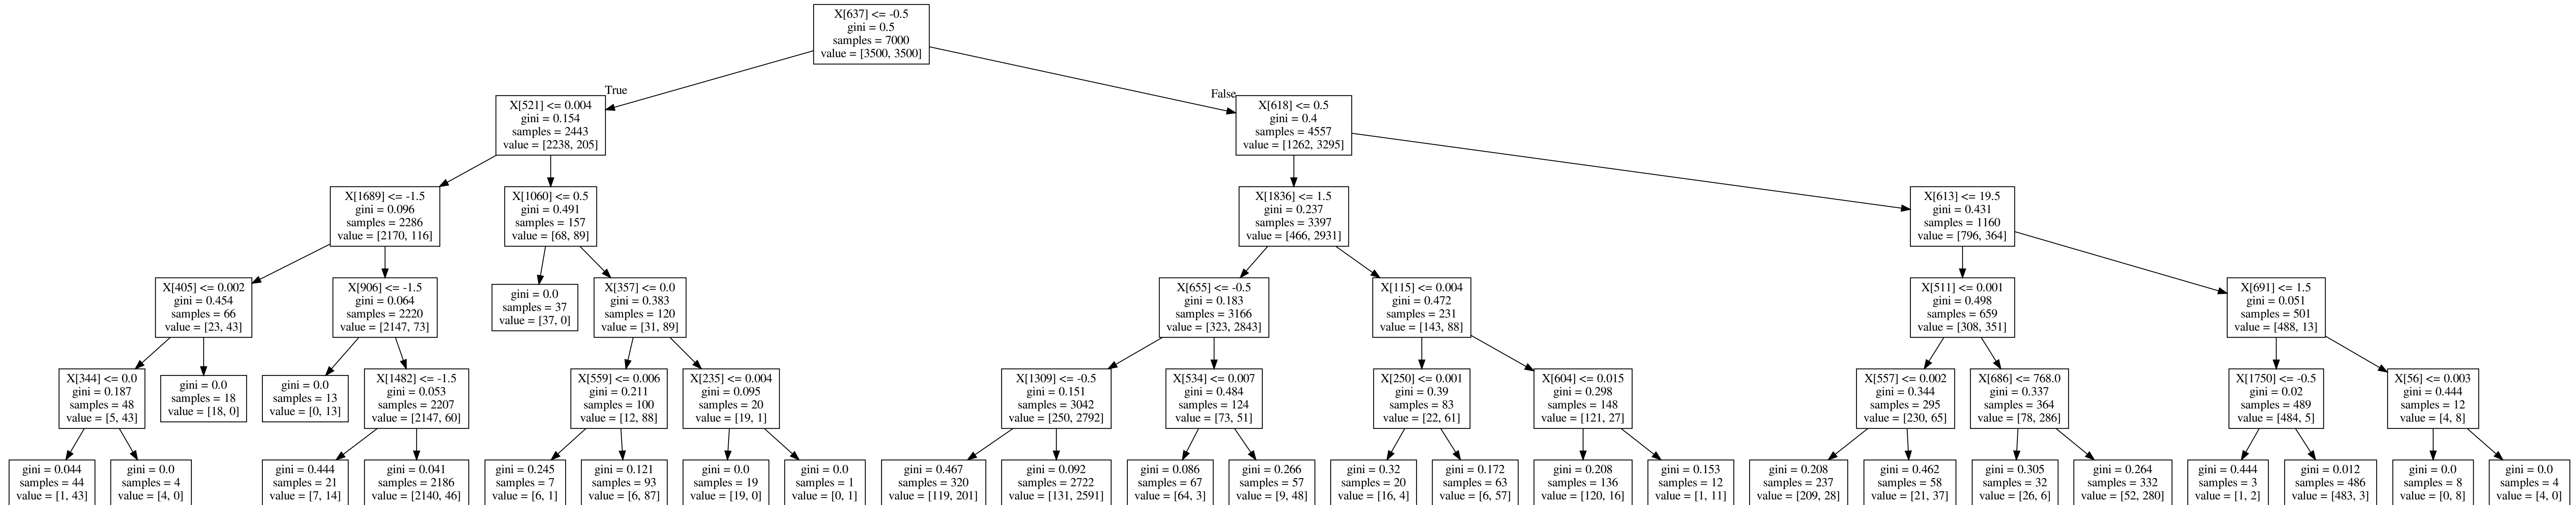 X[637] <= -0.5
gini = 0.5
samples = 7000
value = [3500, 3500]
True
False
X[521] <= 0.004
gini = 0.154
samples = 2443
value = [2238, 205]
X[618] <= 0.5
gini = 0.4
samples = 4557
value = [1262, 3295]
X[1689] <= -1.5
gini = 0.096
samples = 2286
value = [2170, 116]
X[1060] <= 0.5
gini = 0.491
samples = 157
value = [68, 89]
X[1836] <= 1.5
gini = 0.237
samples = 3397
value = [466, 2931]
X[613] <= 19.5
gini = 0.431
samples = 1160
value = [796, 364]
X[405] <= 0.002
gini = 0.454
samples = 66
value = [23, 43]
X[906] <= -1.5
gini = 0.064
samples = 2220
value = [2147, 73]
gini = 0.0
samples = 37
value = [37, 0]
X[357] <= 0.0
gini = 0.383
samples = 120
value = [31, 89]
X[655] <= -0.5
gini = 0.183
samples = 3166
value = [323, 2843]
X[115] <= 0.004
gini = 0.472
samples = 231
value = [143, 88]
X[511] <= 0.001
gini = 0.498
samples = 659
value = [308, 351]
X[691] <= 1.5
gini = 0.051
samples = 501
value = [488, 13]
X[344] <= 0.0
gini = 0.187
samples = 48
value = [5, 43]
gini = 0.0
samples = 18
value = [18, 0]
gini = 0.0
samples = 13
value = [0, 13]
X[1482] <= -1.5
gini = 0.053
samples = 2207
value = [2147, 60]
X[559] <= 0.006
gini = 0.211
samples = 100
value = [12, 88]
X[235] <= 0.004
gini = 0.095
samples = 20
value = [19, 1]
X[1309] <= -0.5
gini = 0.151
samples = 3042
value = [250, 2792]
X[534] <= 0.007
gini = 0.484
samples = 124
value = [73, 51]
X[250] <= 0.001
gini = 0.39
samples = 83
value = [22, 61]
X[604] <= 0.015
gini = 0.298
samples = 148
value = [121, 27]
X[557] <= 0.002
gini = 0.344
samples = 295
value = [230, 65]
X[686] <= 768.0
gini = 0.337
samples = 364
value = [78, 286]
X[1750] <= -0.5
gini = 0.02
samples = 489
value = [484, 5]
X[56] <= 0.003
gini = 0.444
samples = 12
value = [4, 8]
gini = 0.044
samples = 44
value = [1, 43]
gini = 0.0
samples = 4
value = [4, 0]
gini = 0.444
samples = 21
value = [7, 14]
gini = 0.041
samples = 2186
value = [2140, 46]
gini = 0.245
samples = 7
value = [6, 1]
gini = 0.121
samples = 93
value = [6, 87]
gini = 0.0
samples = 19
value = [19, 0]
gini = 0.0
samples = 1
value = [0, 1]
gini = 0.467
samples = 320
value = [119, 201]
gini = 0.092
samples = 2722
value = [131, 2591]
gini = 0.086
samples = 67
value = [64, 3]
gini = 0.266
samples = 57
value = [9, 48]
gini = 0.32
samples = 20
value = [16, 4]
gini = 0.172
samples = 63
value = [6, 57]
gini = 0.208
samples = 136
value = [120, 16]
gini = 0.153
samples = 12
value = [1, 11]
gini = 0.208
samples = 237
value = [209, 28]
gini = 0.462
samples = 58
value = [21, 37]
gini = 0.305
samples = 32
value = [26, 6]
gini = 0.264
samples = 332
value = [52, 280]
gini = 0.444
samples = 3
value = [1, 2]
gini = 0.012
samples = 486
value = [483, 3]
gini = 0.0
samples = 8
value = [0, 8]
gini = 0.0
samples = 4
value = [4, 0]